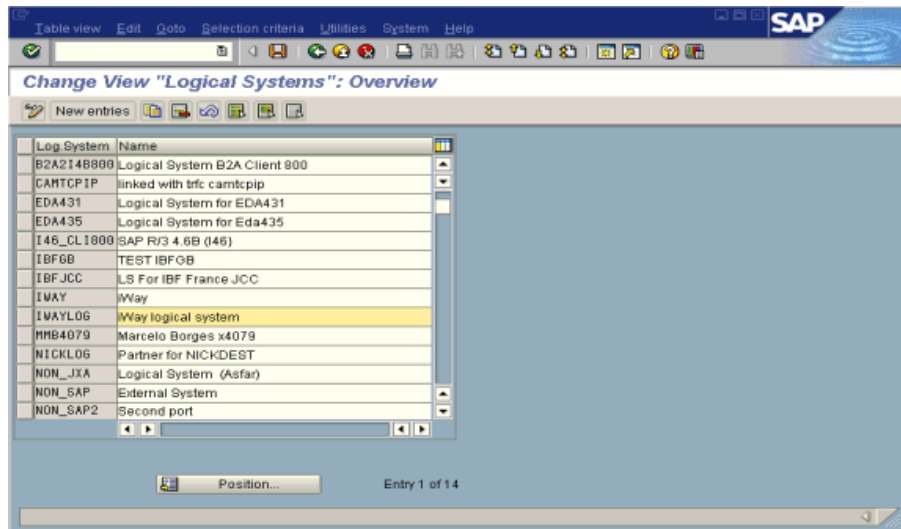 Table view Edit Goto Selection criteria Utilities System Help
SAP
Change View "Logical Systems": Overview
New entries
Log.System Name
B2A2I4B800 Logical System B2A Client 800
CAMTCPIP linked with trfc camtcpip
EDA431 Logical System for EDA431
EDA435 Logical System for Eda435
I46_CLI800 SAP R/3 4.6B (I46)
IBFGB TEST IBFGB
IBFJCC LS For IBF France JCC
IWAY iWay
IWAYLOG iWay logical system
MMB4079 Marcelo Borges x4079
NICKLOG Partner for NICKDEST
NON_JXA Logical System (Asfar)
NON_SAP External System
NON_SAP2 Second port
Position... Entry 1 of 14